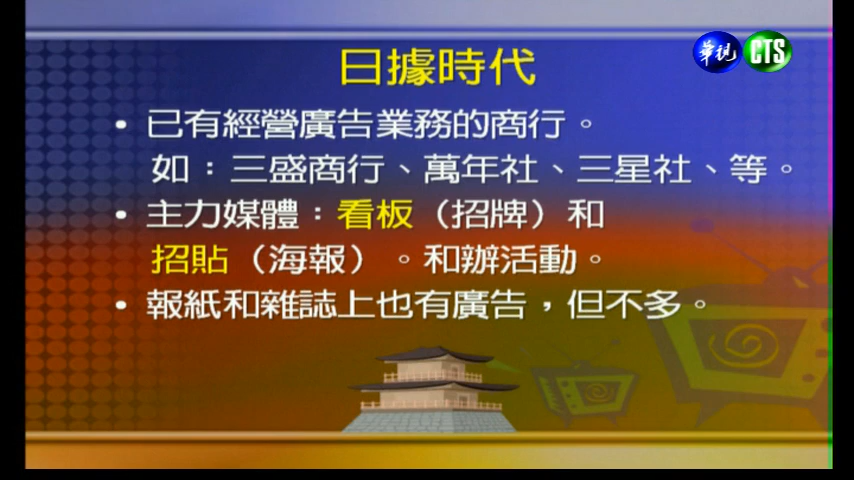 華視 CTS
日據時代
• 已有經營廣告業務的商行。
如：三盛商行、萬年社、三星社、等。
• 主力媒體：看板（招牌）和
招貼（海報）。和辦活動。
• 報紙和雜誌上也有廣告，但不多。